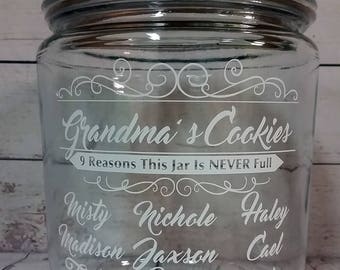 Grandma's Cookies
9 Reasons This Jar Is NEVER Full
Misty Nichole Haley
Madison Jaxson Cael